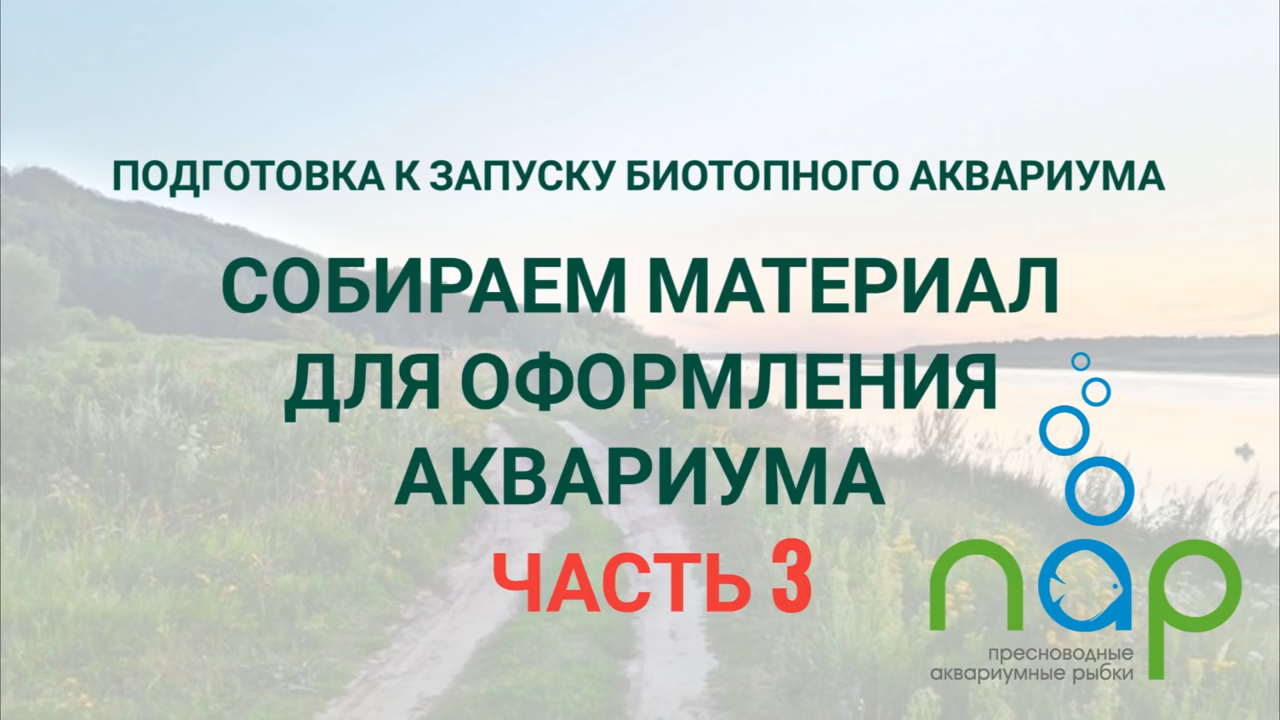 ПОДГОТОВКА К ЗАПУСКУ БИОТОПНОГО АКВАРИУМА
СОБИРАЕМ МАТЕРИАЛ
ДЛЯ ОФОРМЛЕНИЯ
АКВАРИУМА
ЧАСТЬ 3
пар
пресноводные
аквариумные рыбки